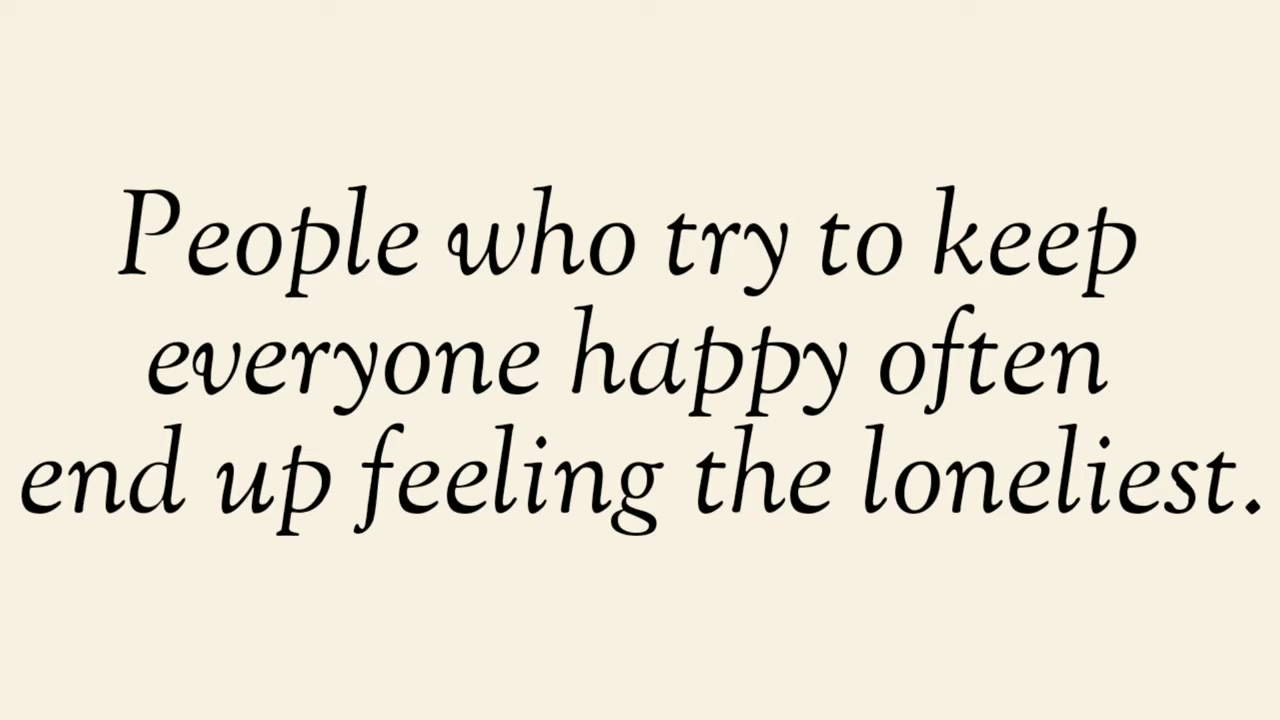 People who try to keep
everyone happy often
end up feeling the loneliest.